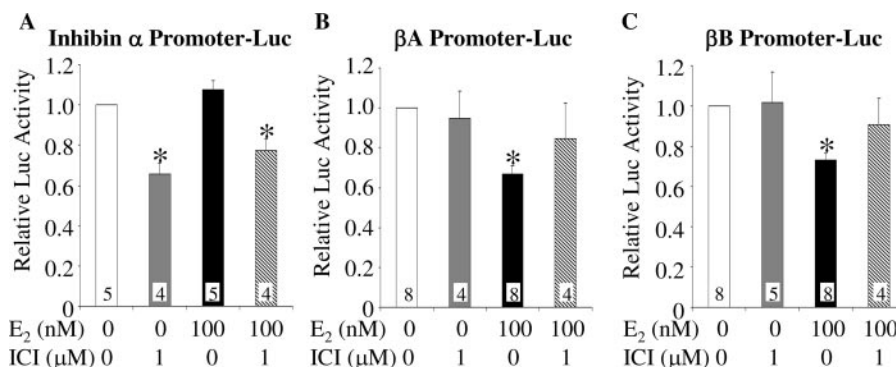 A
Inhibin α Promoter-Luc
Relative Luc Activity
1.2
1.0
0.8
0.6
0.4
0.2
0
*
*
5 4 5 4
E₂ (nM) 0 0 100 100
ICI (μM) 0 1 0 1
B
βA Promoter-Luc
Relative Luc Activity
1.2
1.0
0.8
0.6
0.4
0.2
0
*
8 4 8 4
0 0 100 100
0 1 0 1
C
βB Promoter-Luc
Relative Luc Activity
1.2
1.0
0.8
0.6
0.4
0.2
0
*
8 5 8 4
E₂ (nM) 0 0 100 100
ICI (μM) 0 1 0 1